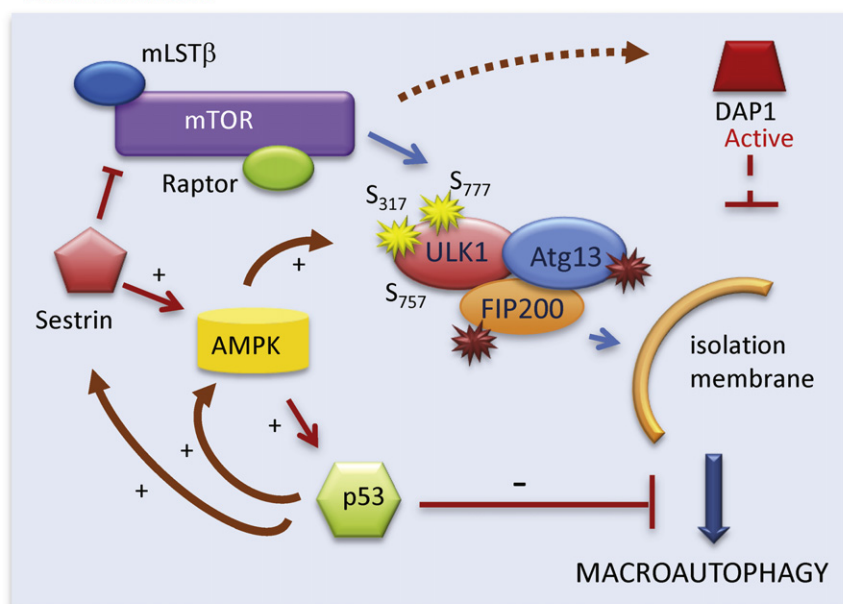 mLSTβ
mTOR
Raptor
DAP1
Active
S317
S777
ULK1
Atg13
S757
FIP200
+
+
Sestrin
AMPK
isolation
membrane
+
+
+
p53
-
MACROAUTOPHAGY